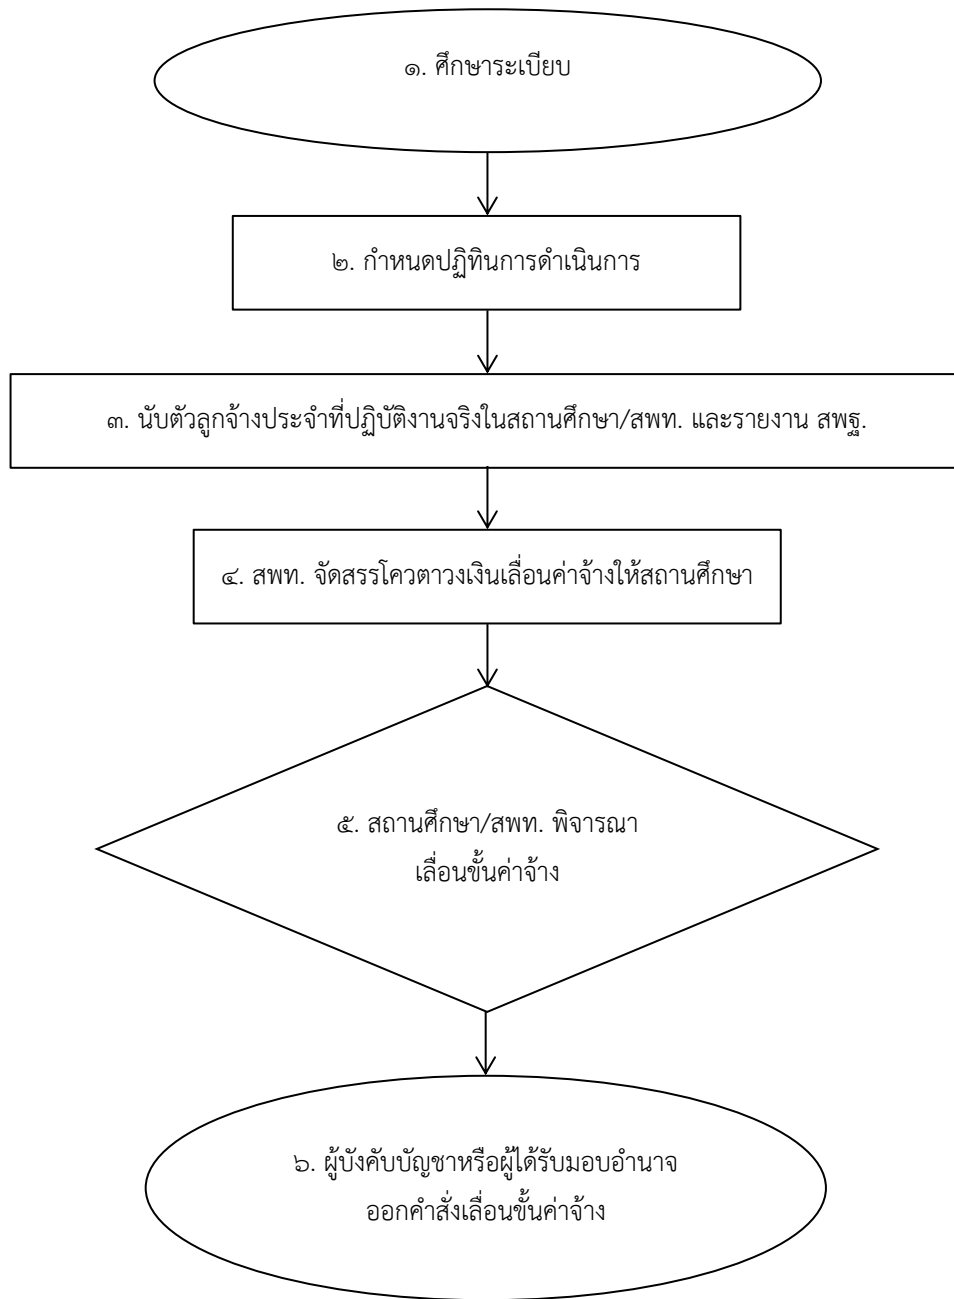 ๑. ศึกษาระเบียบ
๒. กำหนดปฏิทินการดำเนินการ
๓. นับตัวลูกจ้างประจำที่ปฏิบัติงานจริงในสถานศึกษา/สพท. และรายงาน สพฐ.
๔. สพท. จัดสรรโควตาวงเงินเลื่อนค่าจ้างให้สถานศึกษา
๕. สถานศึกษา/สพท. พิจารณา
เลื่อนขั้นค่าจ้าง
๖. ผู้บังคับบัญชาหรือผู้ได้รับมอบอำนาจ
ออกคำสั่งเลื่อนขั้นค่าจ้าง